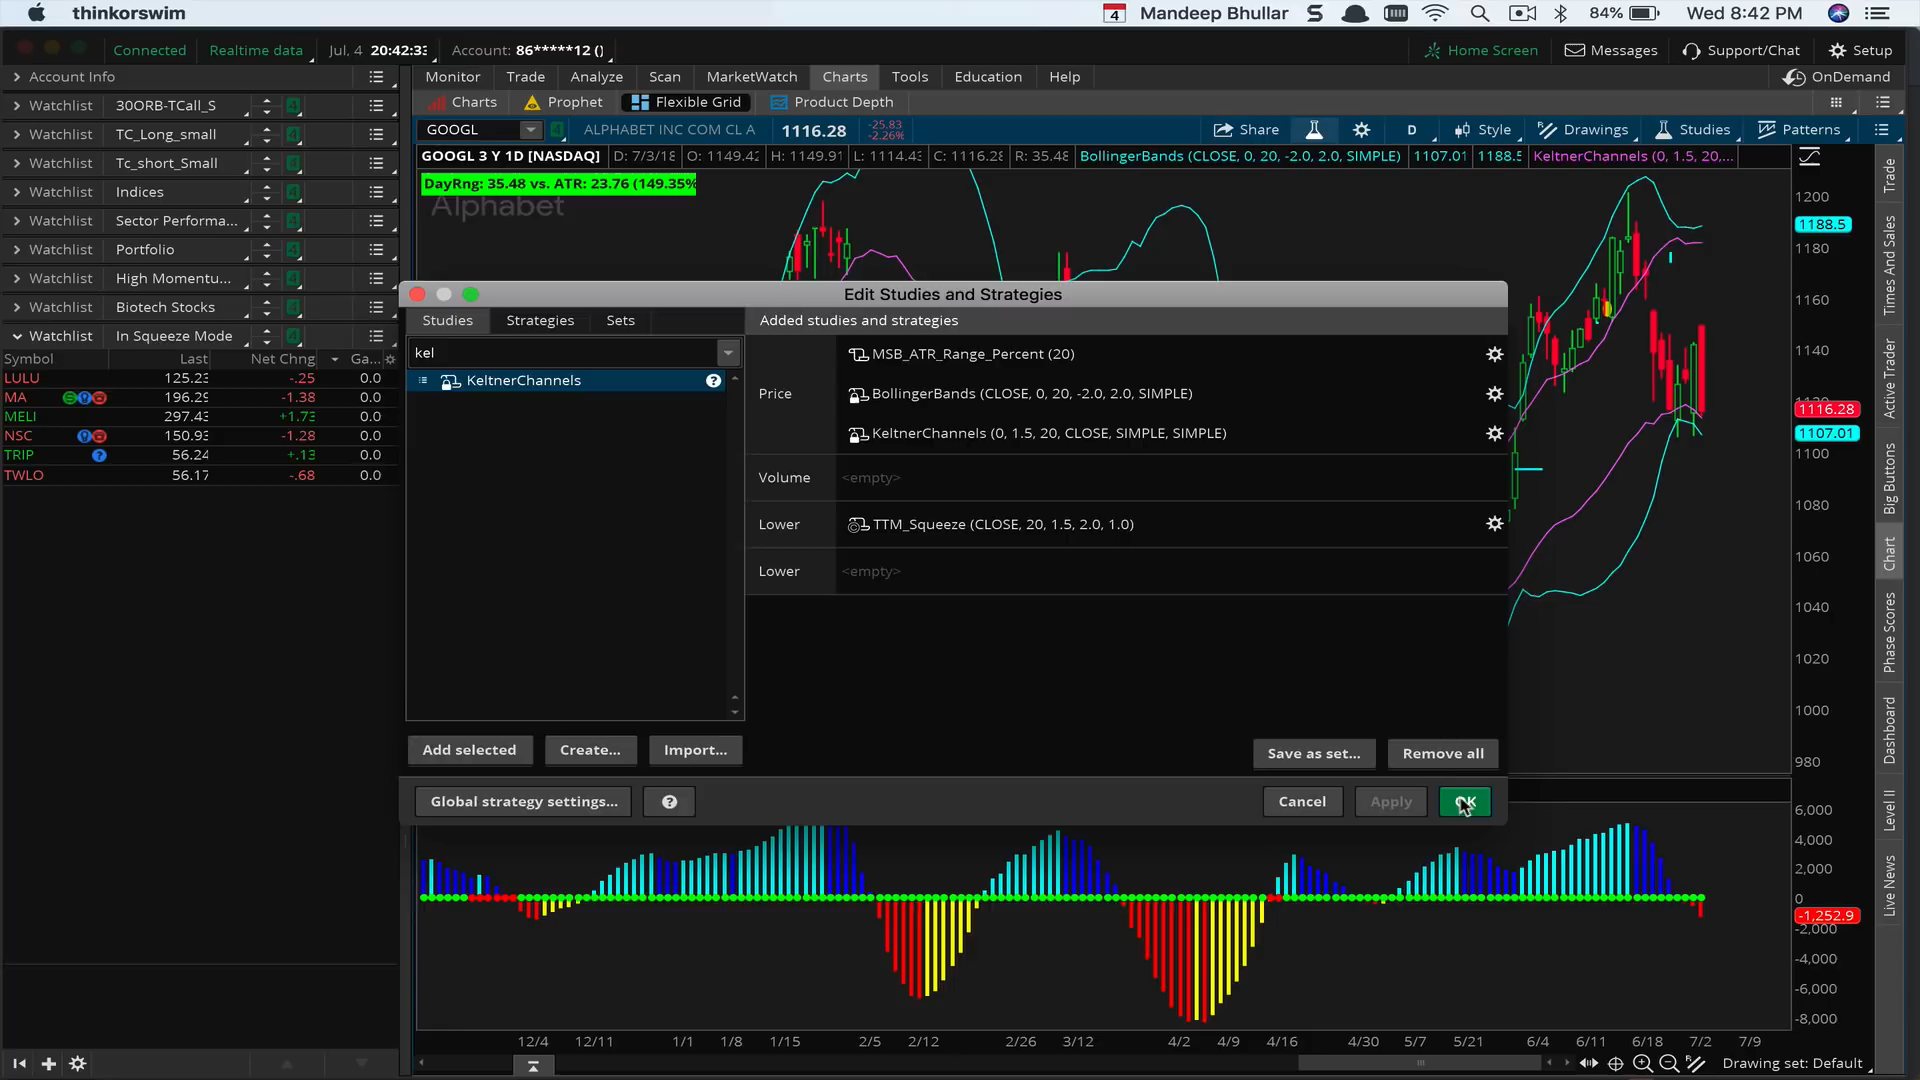 thinkorswim
4 Mandeep Bhullar 84% Wed 8:42 PM
Connected Realtime data Jul. 4 20:42:33 Account: 86*****12 () Home Screen Messages Support/Chat Setup
Account Info
Monitor Trade Analyze Scan MarketWatch Charts Tools Education Help OnDemand
Watchlist 30ORB-TCall_S
Charts Prophet Flexible Grid Product Depth
Watchlist TC_Long_small
GOOGL ALPHABET INC COM CL A 1116.28 -25.83 -2.26% Share D Style Drawings Studies Patterns
Watchlist Tc_short_Small
GOOGL 3 Y 1D [NASDAQ] D: 7/3/18 O: 1149.42 H: 1149.91 L: 1114.43 C: 1116.28 R: 35.48 BollingerBands (CLOSE, 0, 20, -2.0, 2.0, SIMPLE) 1107.01 1188.5 KeltnerChannels (0, 1.5, 20,...
DayRng: 35.48 vs. ATR: 23.76 (149.35%
Alphabet
Watchlist Indices
Watchlist Sector Performa...
Watchlist Portfolio
Watchlist High Momentu...
Watchlist Biotech Stocks
Watchlist In Squeeze Mode
Symbol Last Net Chng Ga...
LULU 125.23 -.25 0.0
MA 196.29 -1.38 0.0
MELI 297.43 +1.73 0.0
NSC 150.93 -1.28 0.0
TRIP 56.24 +.13 0.0
TWLO 56.17 -.68 0.0
Edit Studies and Strategies
Studies Strategies Sets
Added studies and strategies
kel
KeltnerChannels
Price
MSB_ATR_Range_Percent (20)
BollingerBands (CLOSE, 0, 20, -2.0, 2.0, SIMPLE)
KeltnerChannels (0, 1.5, 20, CLOSE, SIMPLE, SIMPLE)
Volume <empty>
Lower TTM_Squeeze (CLOSE, 20, 1.5, 2.0, 1.0)
Lower <empty>
Add selected Create... Import... Save as set... Remove all
Global strategy settings... ? Cancel Apply OK
1200
1188.5
1180
1160
1140
1116.28
1107.01
1100
1080
1060
1040
1020
1000
980
6,000
4,000
2,000
0
-1,252.9
-2,000
-4,000
-6,000
-8,000
12/4 12/11 1/1 1/8 1/15 2/5 2/12 2/26 3/12 4/2 4/9 4/16 4/30 5/7 5/21 6/4 6/11 6/18 7/2 7/9
Drawing set: Default
Trade
Times And Sales
Active Trader
Big Buttons
Chart
Phase Scores
Dashboard
Level II
Live News